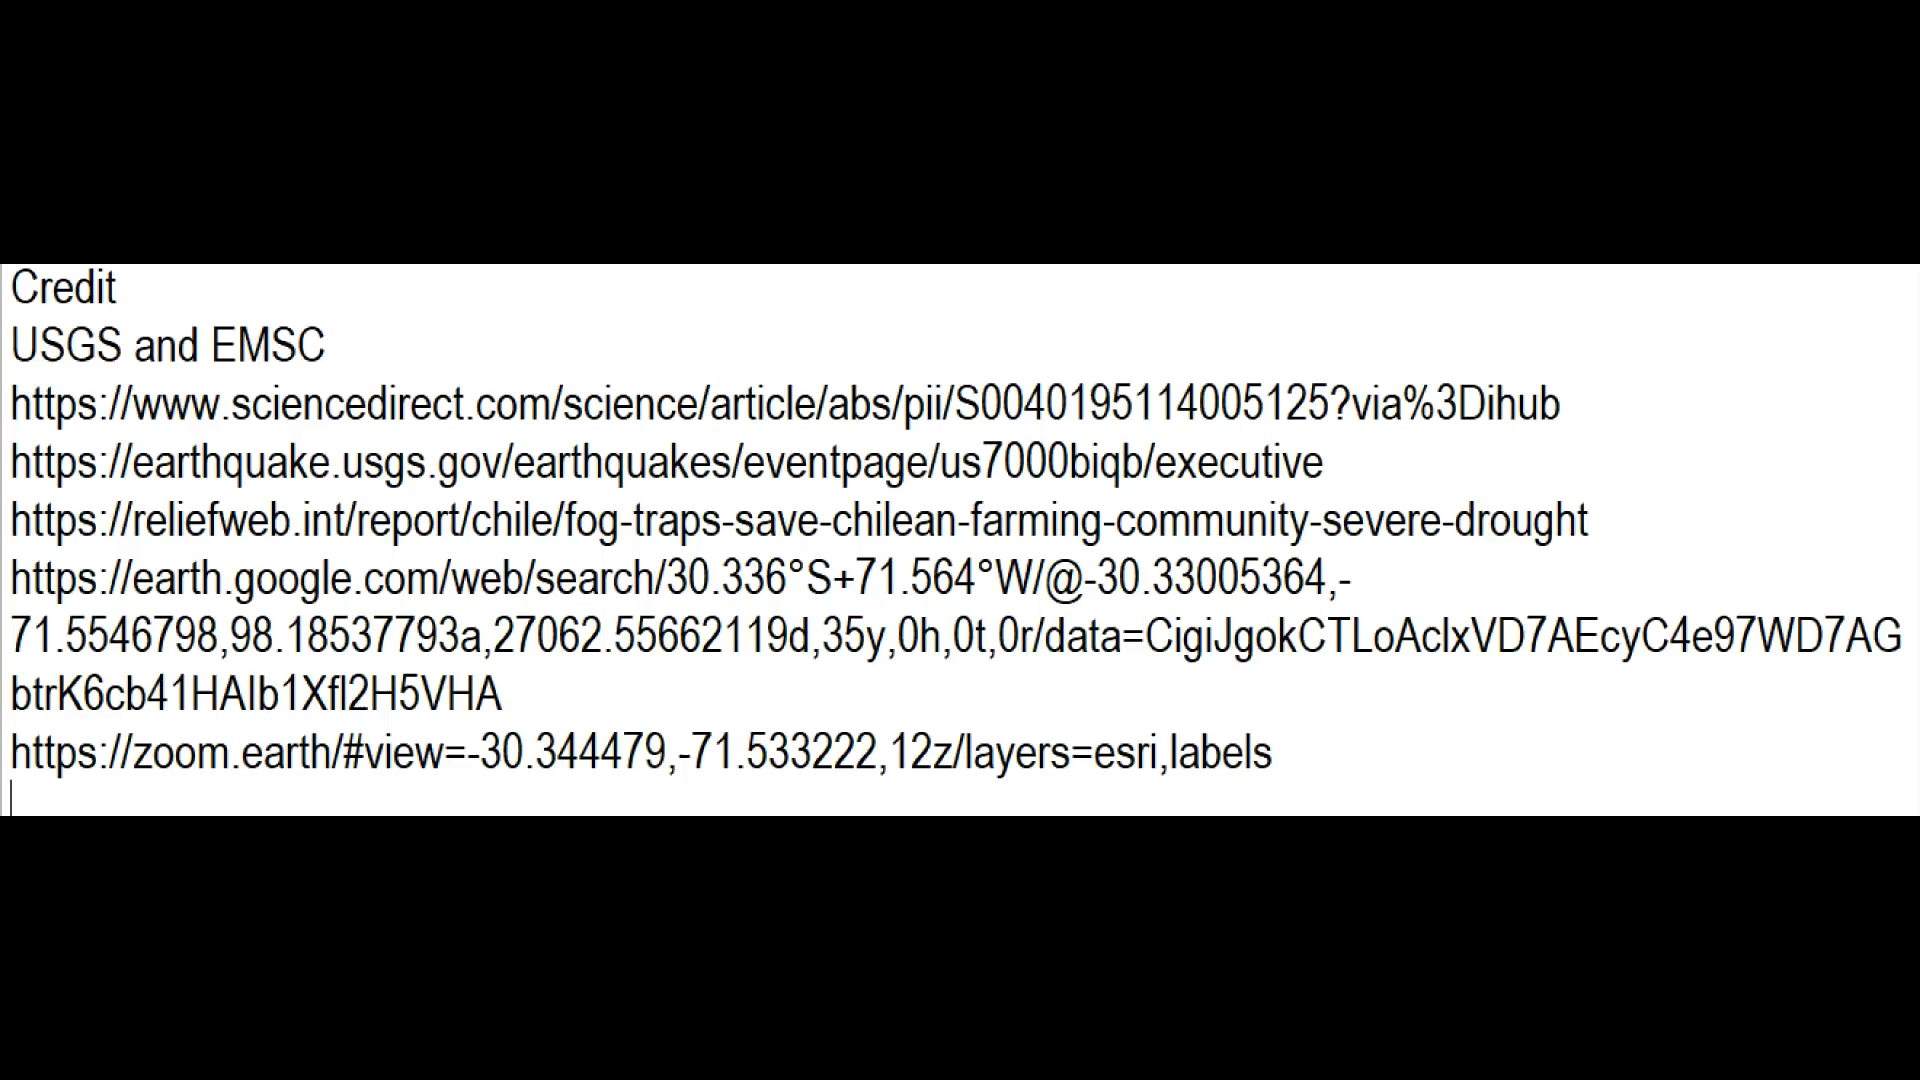 Credit
USGS and EMSC
https://www.sciencedirect.com/science/article/abs/pii/S0040195114005125?via%3Dihub
https://earthquake.usgs.gov/earthquakes/eventpage/us7000biqb/executive
https://reliefweb.int/report/chile/fog-traps-save-chilean-farming-community-severe-drought
https://earth.google.com/web/search/30.336°S+71.564°W/@-30.33005364,-
71.5546798,98.18537793a,27062.55662119d,35y,0h,0t,0r/data=CigiJgokCTLoAclxVD7AEcyC4e97WD7AG
btrK6cb41HAIb1Xfl2H5VHA
https://zoom.earth/#view=-30.344479,-71.533222,12z/layers=esri,labels